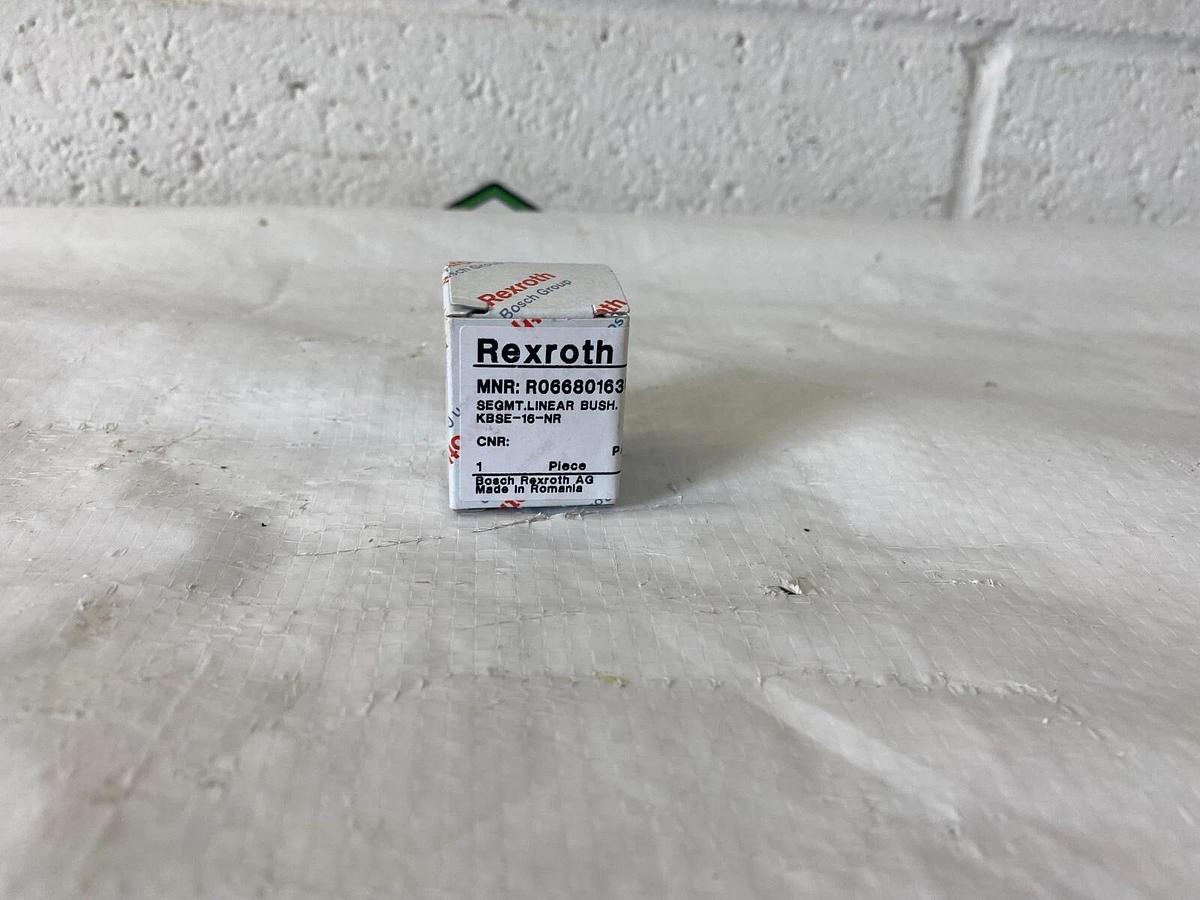 Rexroth
Bosch Group
Rexroth
MNR: R06680163
SEGMT.LINEAR BUSH.
KBSE-16-NR
CNR:
1 Piece
Bosch Rexroth AG
Made in Romania